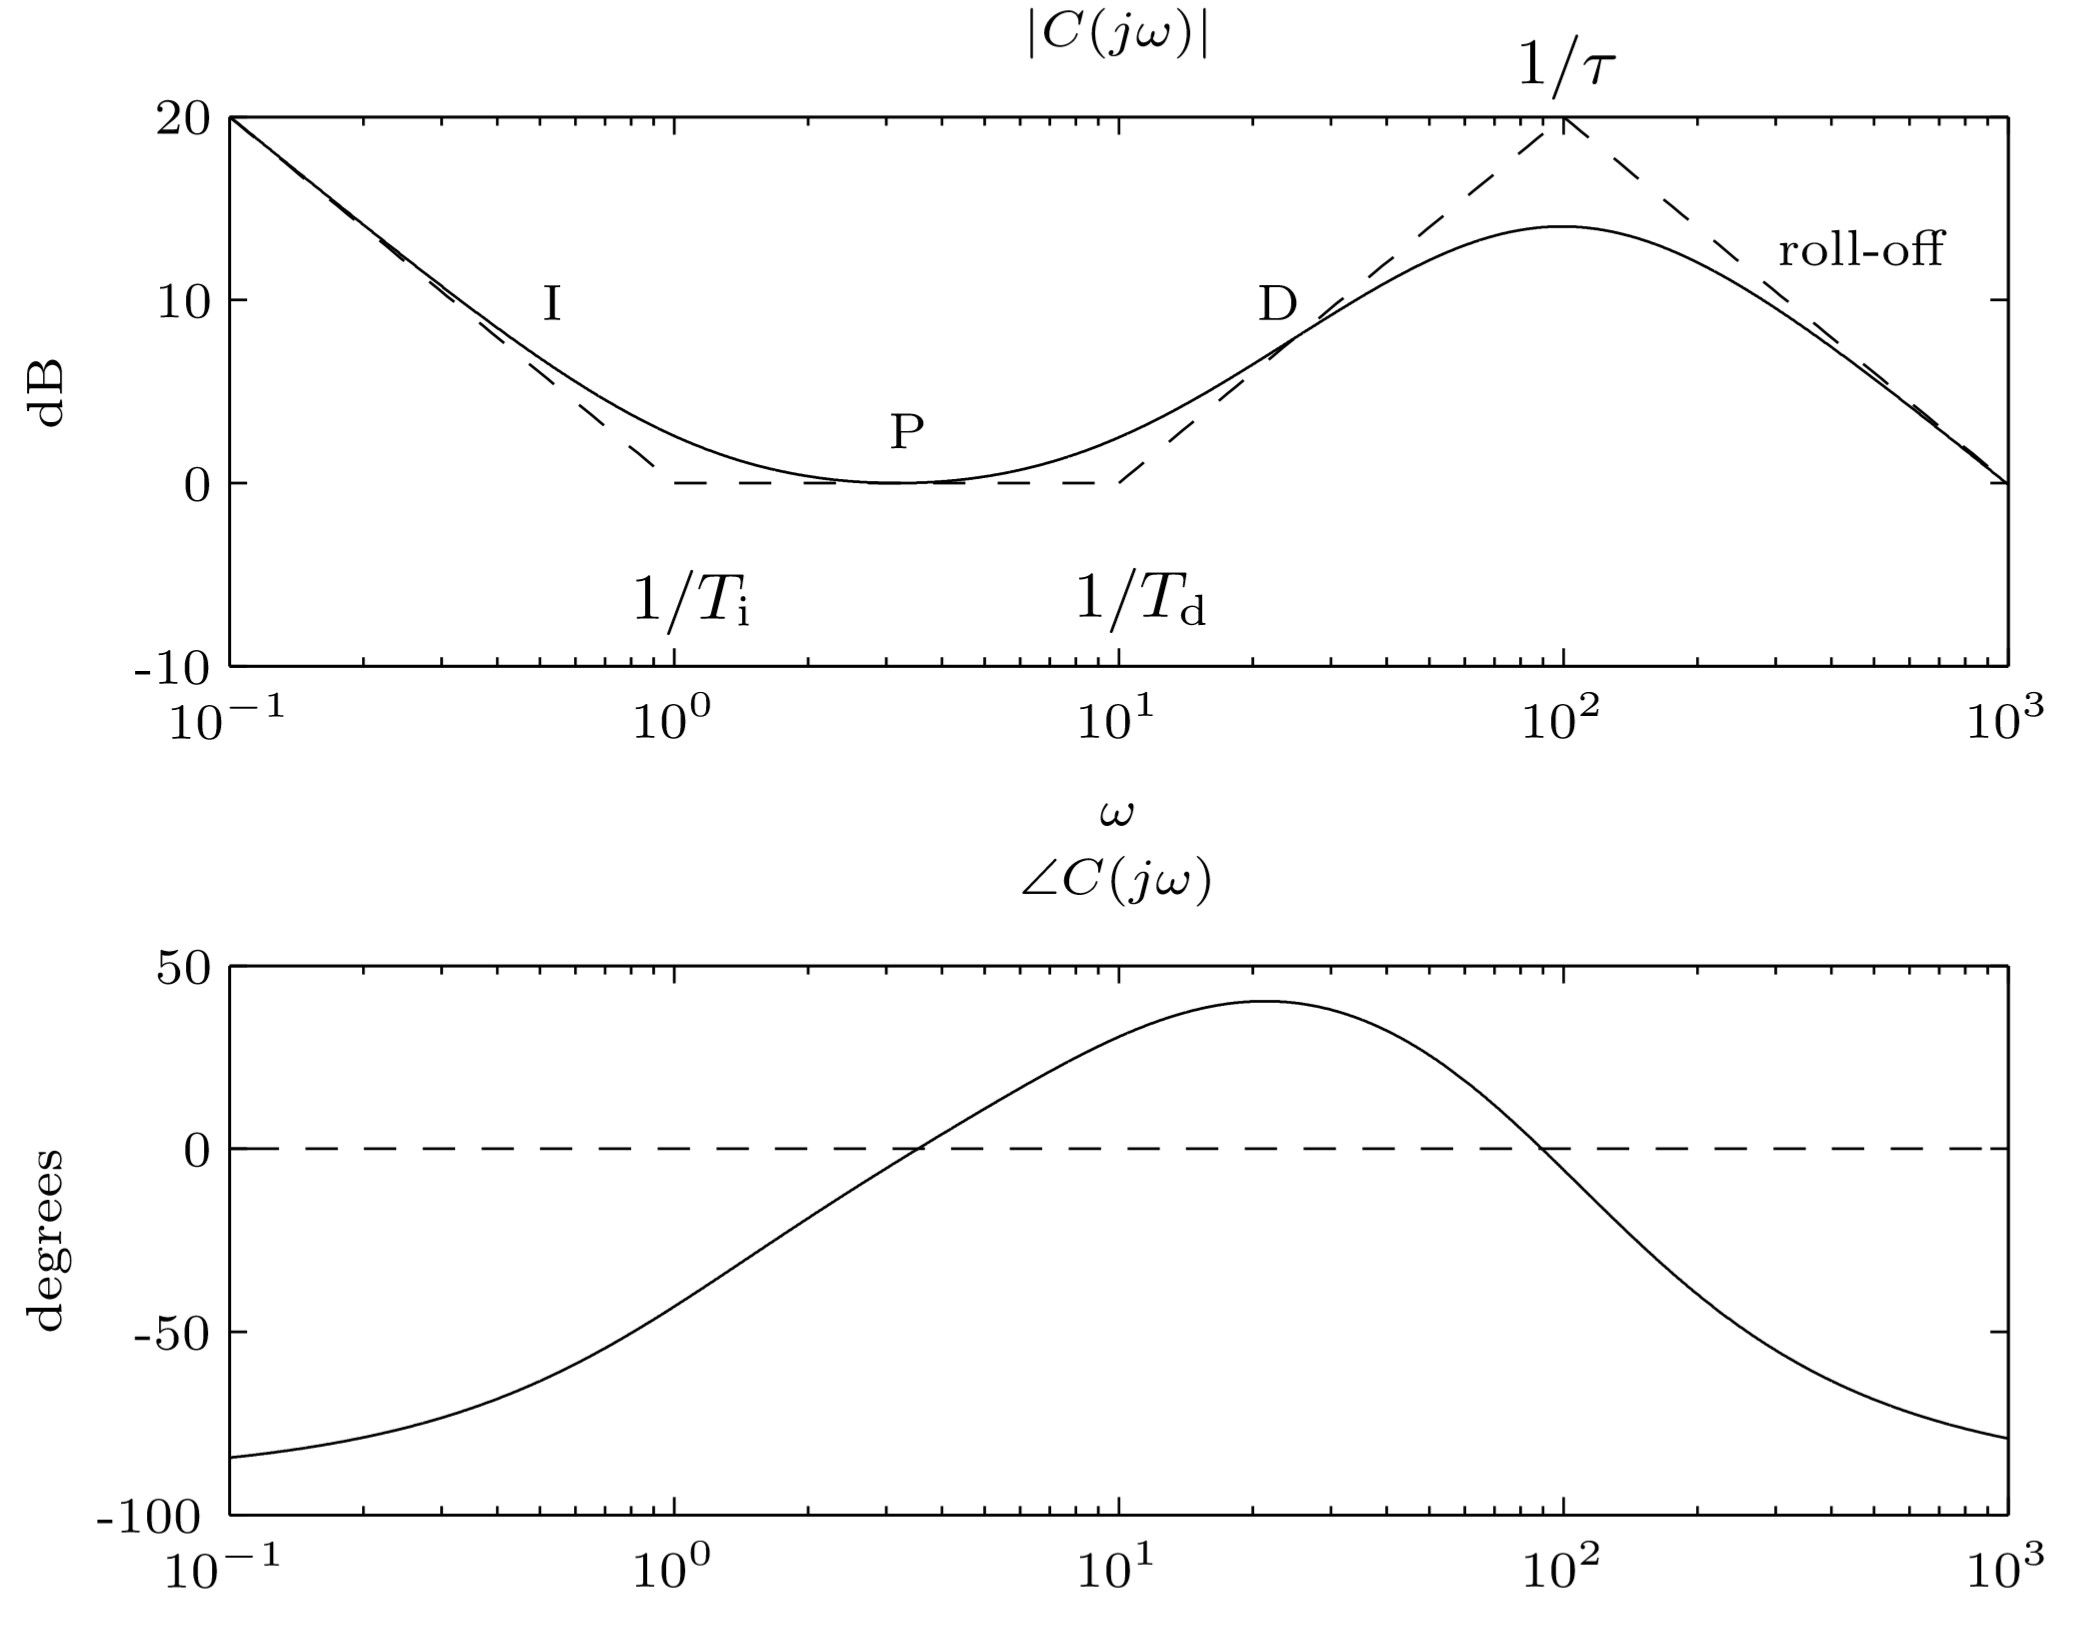 |C(jω)|
1/τ
20
roll-off
10
I
D
dB
P
0
1/Tᵢ
1/T_d
-10
10⁻¹ 10⁰ 10¹ 10² 10³
ω
∠C(jω)
50
0
degrees
-50
-100
10⁻¹ 10⁰ 10¹ 10² 10³